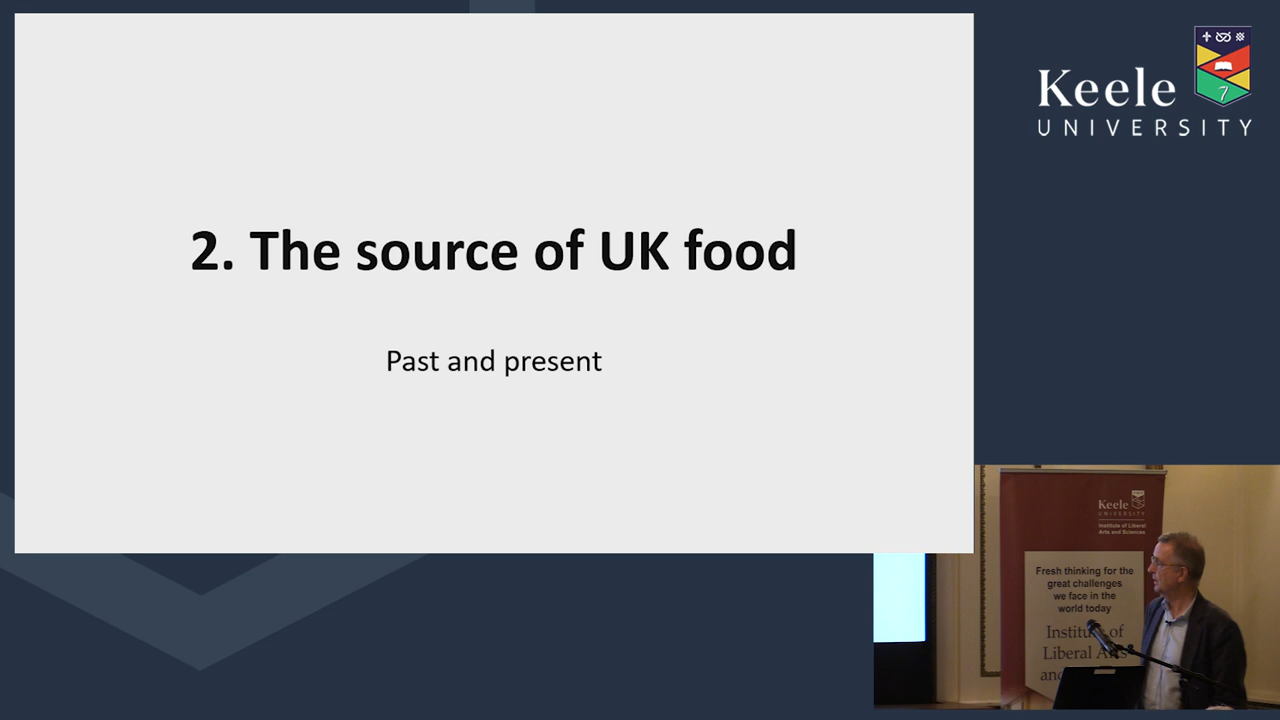 2. The source of UK food
Past and present
Keele
UNIVERSITY
Keele
UNIVERSITY
Institute of Liberal
Arts and Sciences
Fresh thinking for the
great challenges
we face in the
world today
Institute of
Liberal Arts
and